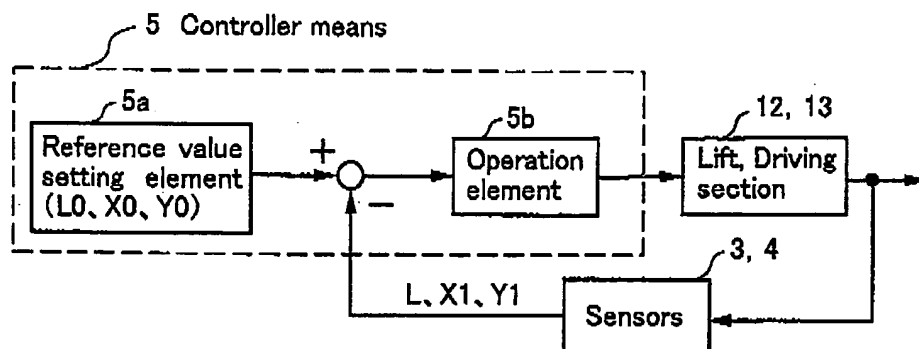 5 Controller means
5a
Reference value
setting element
(L0、X0、Y0)
+
−
5b
Operation
element
12, 13
Lift, Driving
section
3, 4
Sensors
L、X1、Y1